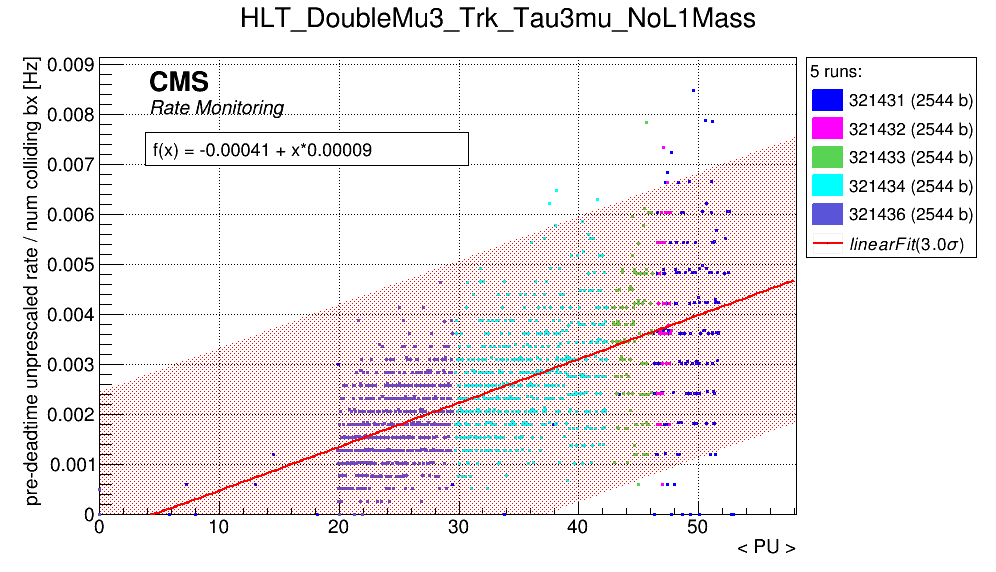 HLT_DoubleMu3_Trk_Tau3mu_NoL1Mass
pre-deadtime unprescaled rate / num colliding bx [Hz]
0.009
0.008
0.007
0.006
0.005
0.004
0.003
0.002
0.001
0
CMS
Rate Monitoring
f(x) = -0.00041 + x*0.00009
0 10 20 30 40 50
< PU >
5 runs:
321431 (2544 b)
321432 (2544 b)
321433 (2544 b)
321434 (2544 b)
321436 (2544 b)
linearFit(3.0σ)